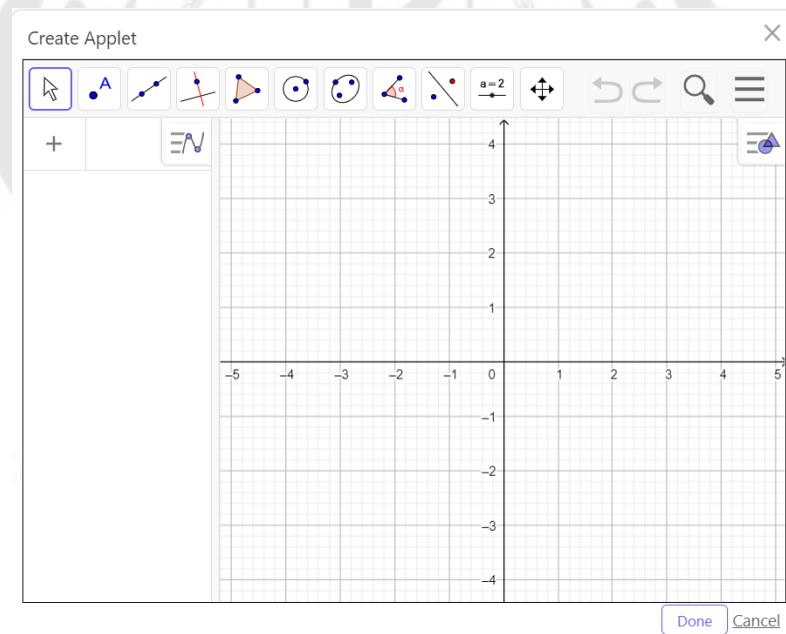 Create Applet
A
α
a = 2
+
4
3
2
1
–5 –4 –3 –2 –1 0 1 2 3 4 5
–1
–2
–3
–4
Done Cancel